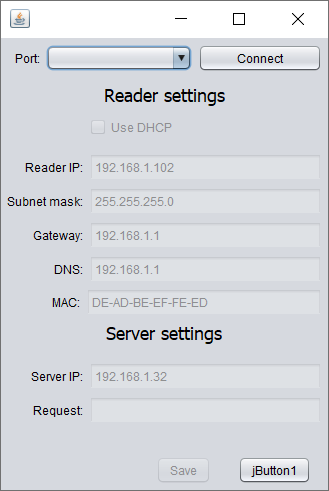 Port: Connect
Reader settings
Use DHCP
Reader IP: 192.168.1.102
Subnet mask: 255.255.255.0
Gateway: 192.168.1.1
DNS: 192.168.1.1
MAC: DE-AD-BE-EF-FE-ED
Server settings
Server IP: 192.168.1.32
Request:
Save jButton1